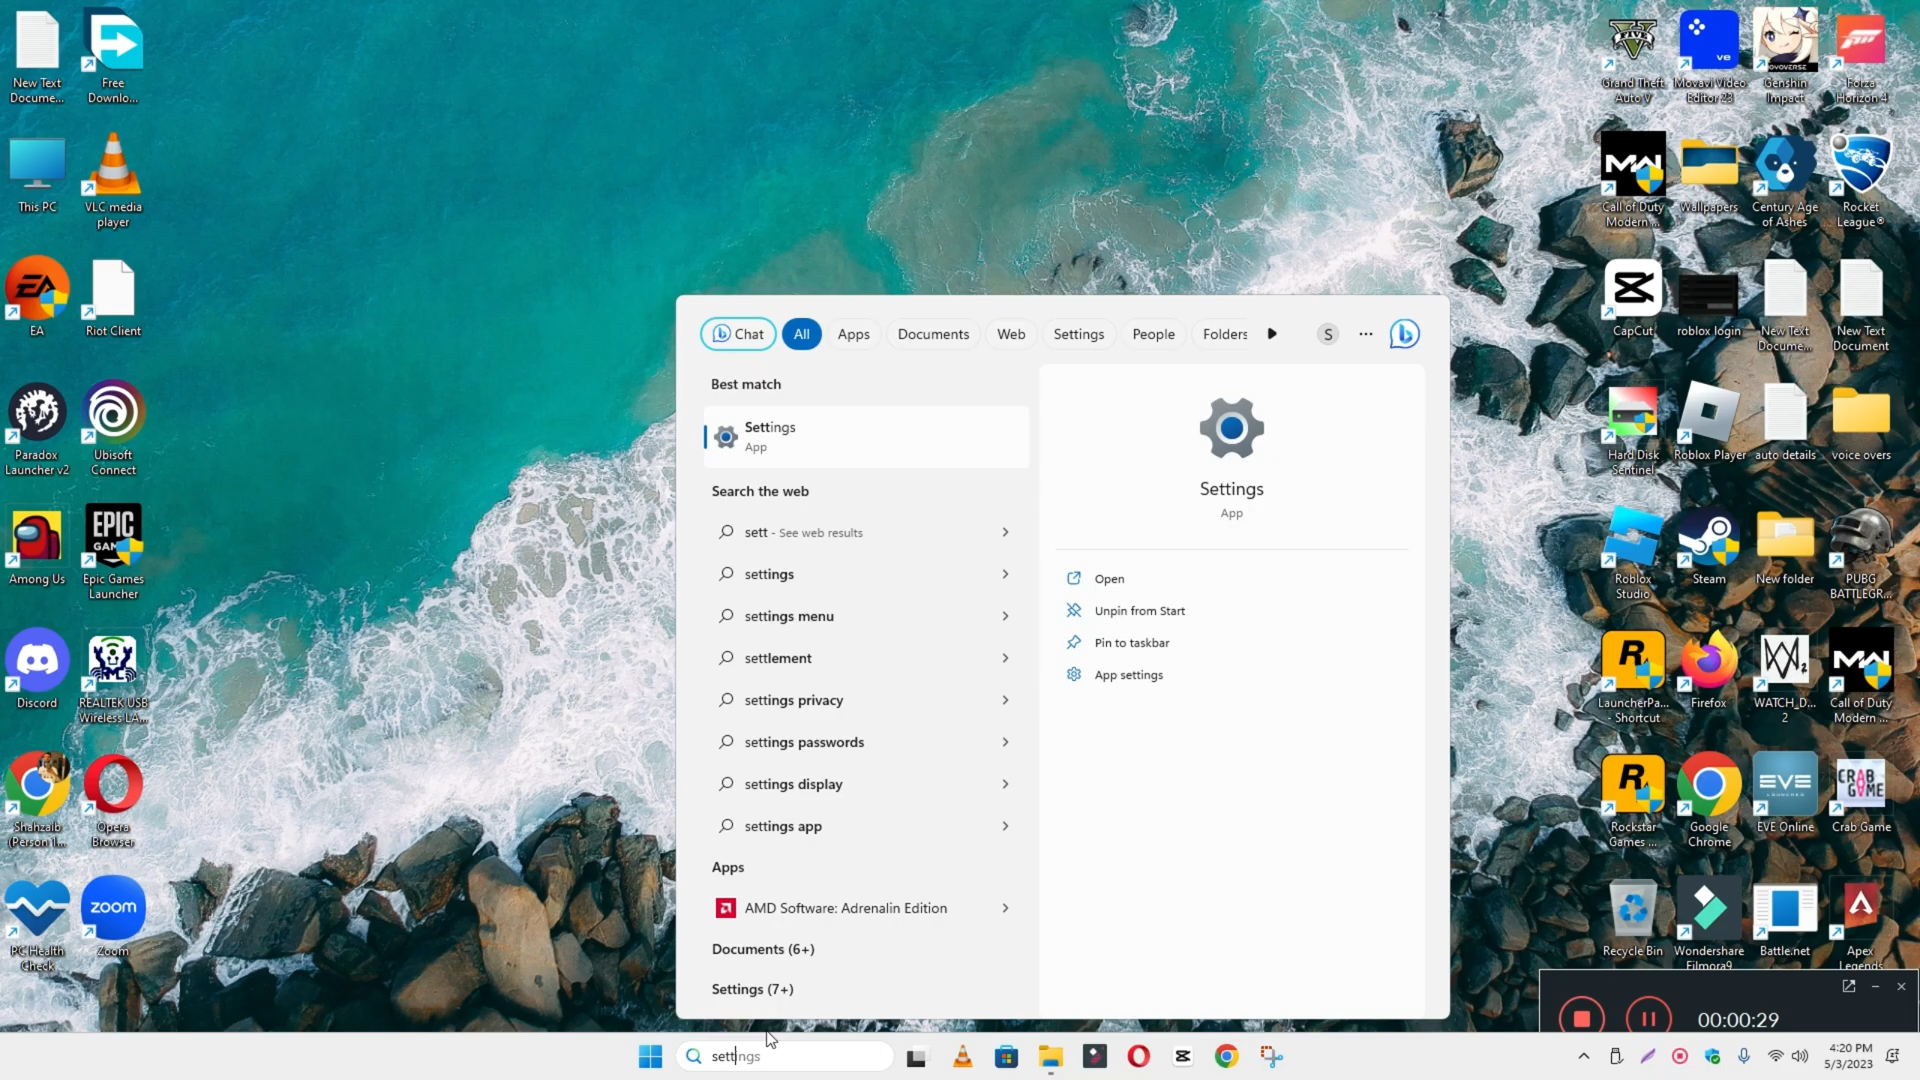 New Text
Docume...
Free
Downlo...
This PC
VLC media
player
EA
Riot Client
Paradox
Launcher v2
Ubisoft
Connect
Among Us
EPIC
GAM
Epic Games
Launcher
Discord
REALTEK USB
Wireless LA...
Shahzaib
(Person 1...
Opera
Browser
PC Health
Check
zoom
Zoom
Chat
All
Apps
Documents
Web
Settings
People
Folders
S
Best match
Settings
App
Search the web
sett - See web results
settings
settings menu
settlement
settings privacy
settings passwords
settings display
settings app
Apps
AMD Software: Adrenalin Edition
Documents (6+)
Settings (7+)
Settings
App
Open
Unpin from Start
Pin to taskbar
App settings
FIVE
Grand Theft
Auto V
ve
Movavi Video
Editor 23
Genshin
Impact
Forza
Horizon 4
Call of Duty
Modern ...
Wallpapers
Century Age
of Ashes
Rocket
League®
CapCut
roblox login
New Text
Docume...
New Text
Document
Hard Disk
Sentinel
Roblox Player
auto details
voice overs
Roblox
Studio
Steam
New folder
PUBG
BATTLEGR...
LauncherPa...
- Shortcut
Firefox
WATCH_D...
2
Call of Duty
Modern ...
Rockstar
Games ...
Google
Chrome
EVE
EVE Online
CRAB
GAME
Crab Game
Recycle Bin
Wondershare
Filmora9
Battle.net
Apex
Legends
00:00:29
settings
4:20 PM
5/3/2023